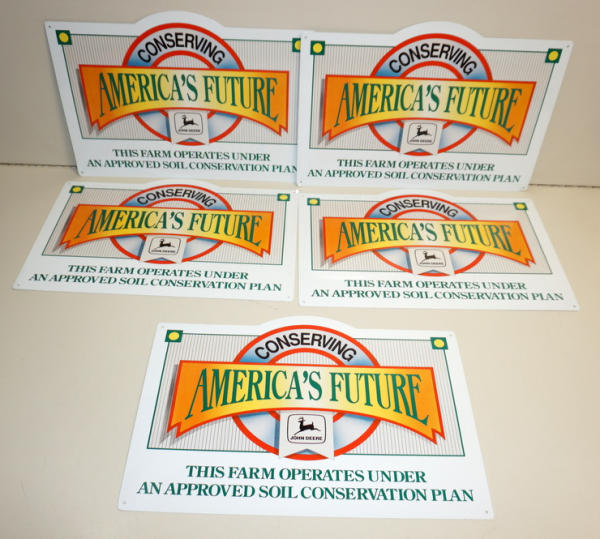 CONSERVING
AMERICA'S FUTURE
JOHN DEERE
THIS FARM OPERATES UNDER
AN APPROVED SOIL CONSERVATION PLAN
CONSERVING
AMERICA'S FUTURE
JOHN DEERE
THIS FARM OPERATES UNDER
AN APPROVED SOIL CONSERVATION PLAN
CONSERVING
AMERICA'S FUTURE
JOHN DEERE
THIS FARM OPERATES UNDER
AN APPROVED SOIL CONSERVATION PLAN
CONSERVING
AMERICA'S FUTURE
JOHN DEERE
THIS FARM OPERATES UNDER
AN APPROVED SOIL CONSERVATION PLAN
CONSERVING
AMERICA'S FUTURE
JOHN DEERE
THIS FARM OPERATES UNDER
AN APPROVED SOIL CONSERVATION PLAN